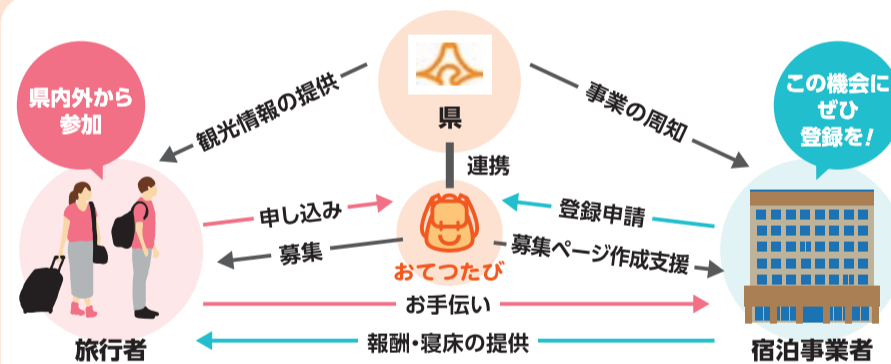 県内外から
参加
観光情報の提供
県
事業の周知
この機会に
ぜひ
登録を!
連携
申し込み
登録申請
募集
おてつたび
募集ページ作成支援
お手伝い
報酬・寝床の提供
旅行者
宿泊事業者